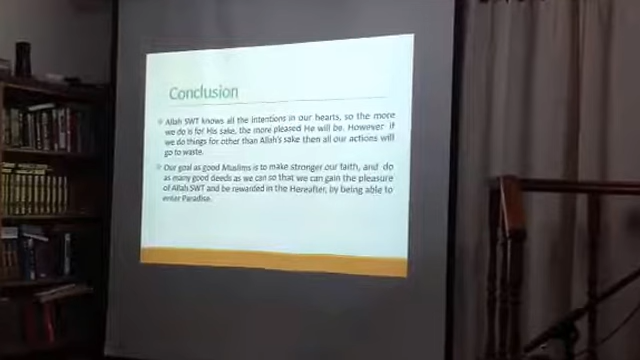 Conclusion
Allah SWT knows all the intentions in our hearts, so the more
we do is for His sake, the more pleased He will be. However if
we do things for other than Allah's sake then all our actions will
go to waste.
Our goal as good Muslims is to make stronger our faith, and do
as many good deeds as we can so that we can gain the pleasure
of Allah SWT and be rewarded in the Hereafter, by being able to
enter Paradise.